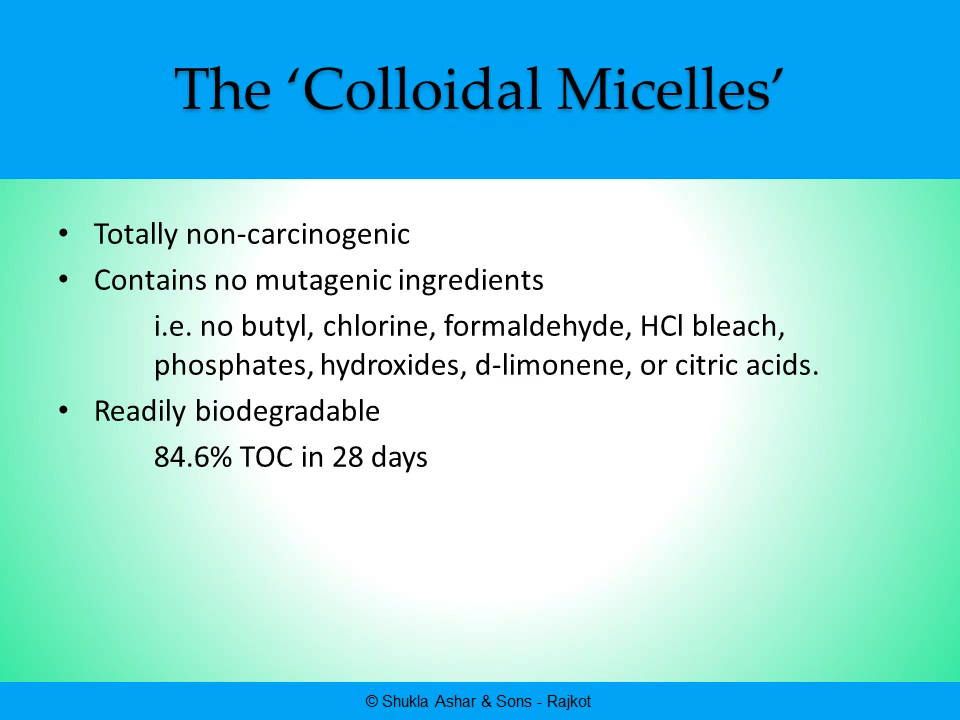 The ‘Colloidal Micelles’
• Totally non-carcinogenic
• Contains no mutagenic ingredients
i.e. no butyl, chlorine, formaldehyde, HCl bleach,
phosphates, hydroxides, d-limonene, or citric acids.
• Readily biodegradable
84.6% TOC in 28 days
© Shukla Ashar & Sons - Rajkot